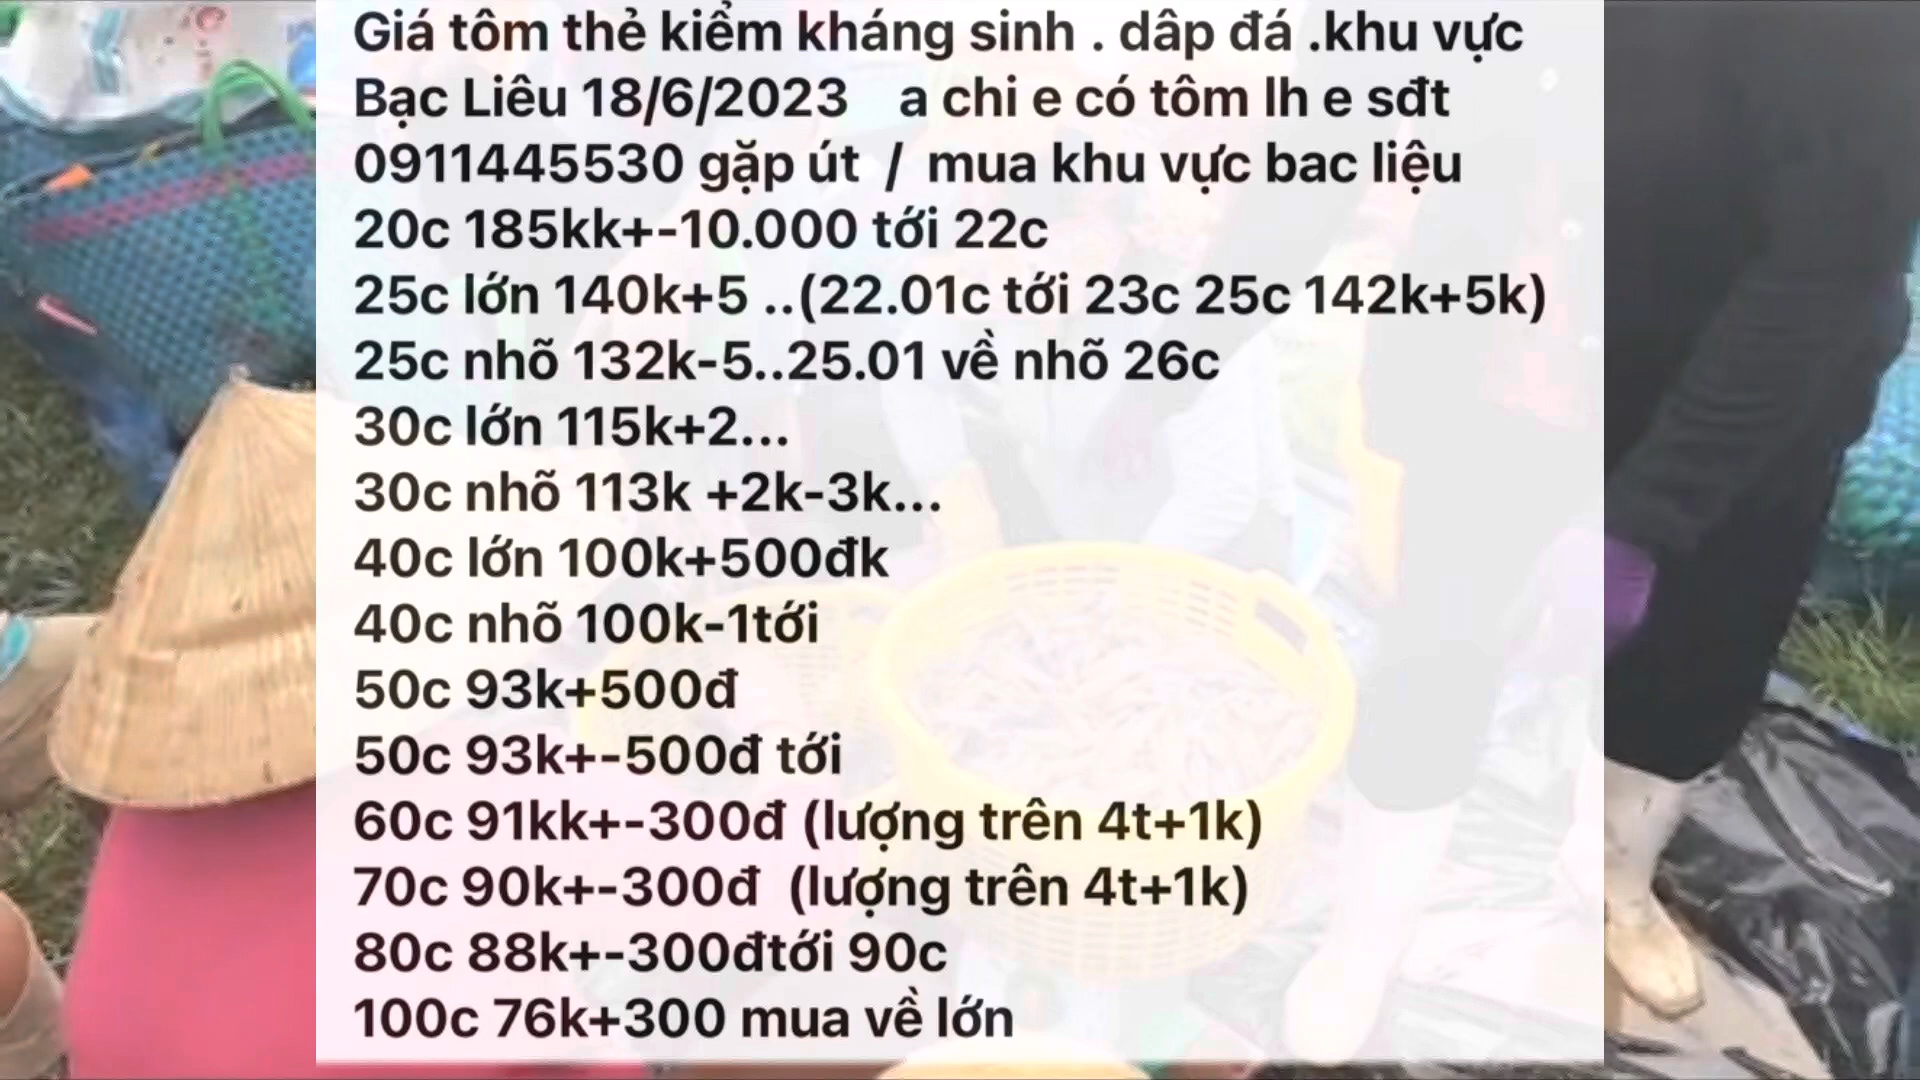 Giá tôm thẻ kiểm kháng sinh . dâp đá .khu vực
Bạc Liêu 18/6/2023    a chi e có tôm lh e sđt
0911445530 gặp út  /  mua khu vực bac liệu
20c 185kk+-10.000 tới 22c
25c lớn 140k+5 ..(22.01c tới 23c 25c 142k+5k)
25c nhõ 132k-5..25.01 về nhõ 26c
30c lớn 115k+2...
30c nhõ 113k +2k-3k...
40c lớn 100k+500đk
40c nhõ 100k-1tới
50c 93k+500đ
50c 93k+-500đ tới
60c 91kk+-300đ (lượng trên 4t+1k)
70c 90k+-300đ  (lượng trên 4t+1k)
80c 88k+-300đtới 90c
100c 76k+300 mua về lớn